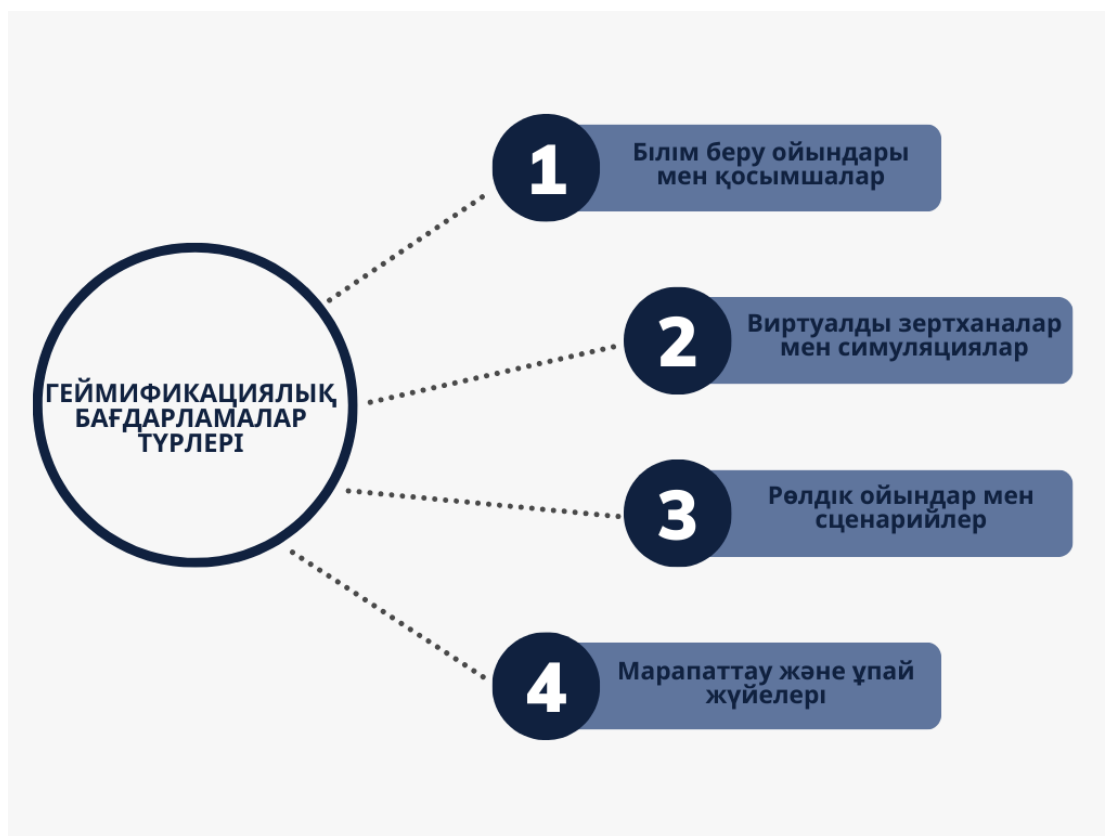 ГЕЙМИФИКАЦИЯЛЫҚ
БАҒДАРЛАМАЛАР
ТҮРЛЕРІ
1
Білім беру ойындары
мен қосымшалар
2
Виртуалды зертханалар
мен симуляциялар
3
Рөлдік ойындар мен
сценарийлер
4
Марапаттау және ұпай
жүйелері